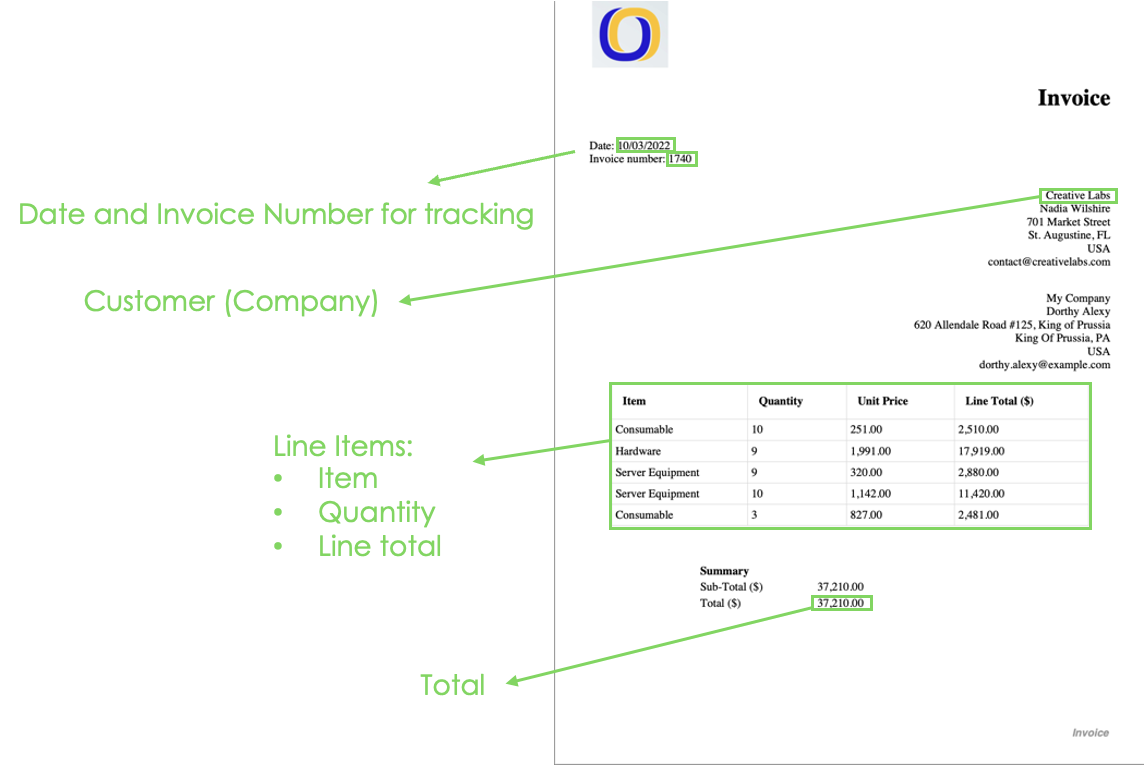 Invoice
Date: 10/03/2022
Invoice number: 1740
Date and Invoice Number for tracking
Creative Labs
Nadia Wilshire
701 Market Street
St. Augustine, FL
USA
contact@creativelabs.com
Customer (Company)
My Company
Dorthy Alexy
620 Allendale Road #125, King of Prussia
King Of Prussia, PA
USA
dorthy.alexy@example.com
Item Quantity Unit Price Line Total ($)
Consumable 10 251.00 2,510.00
Hardware 9 1,991.00 17,919.00
Server Equipment 9 320.00 2,880.00
Server Equipment 10 1,142.00 11,420.00
Consumable 3 827.00 2,481.00
Line Items:
• Item
• Quantity
• Line total
Summary
Sub-Total ($) 37,210.00
Total ($) 37,210.00
Total
Invoice